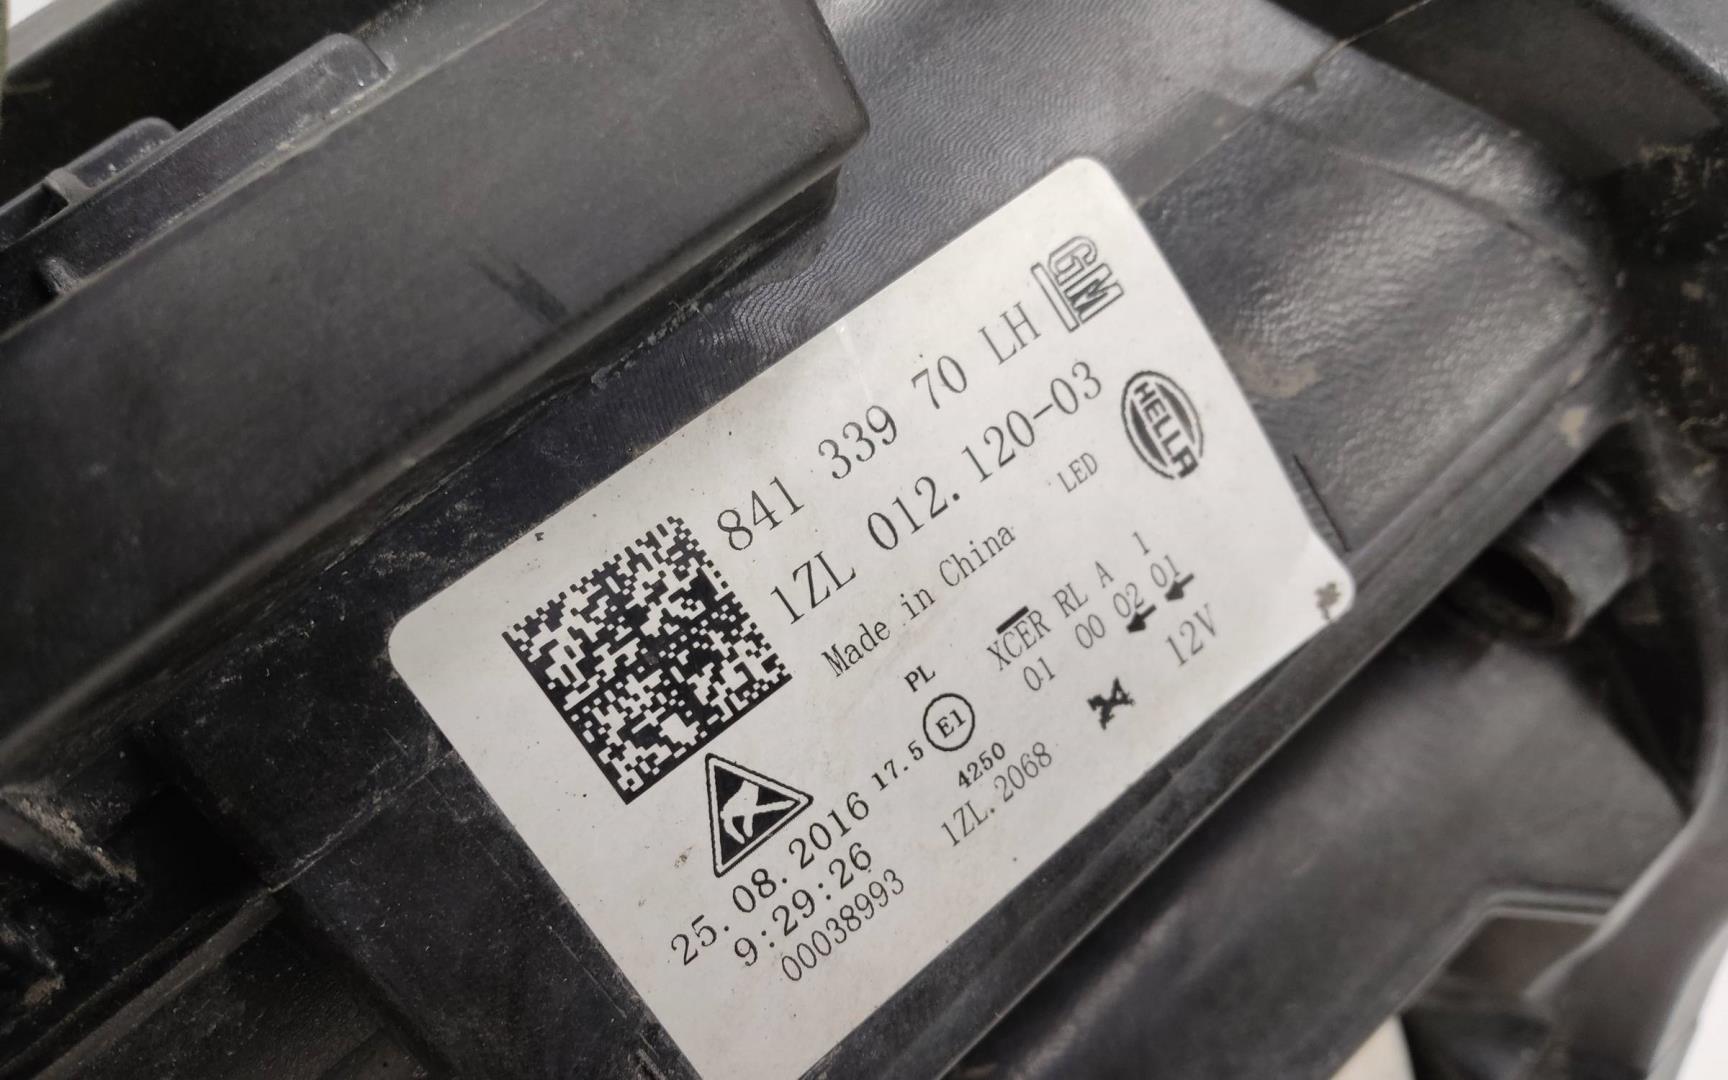 841 339 70 LH GM
1ZL 012.120-03 HELLA
Made in China LED
PL XCER RL A 1
17.5 E1 01 00 02 01
4250 12V
1ZL.2068
25.08.2016
9:29:26
00038993